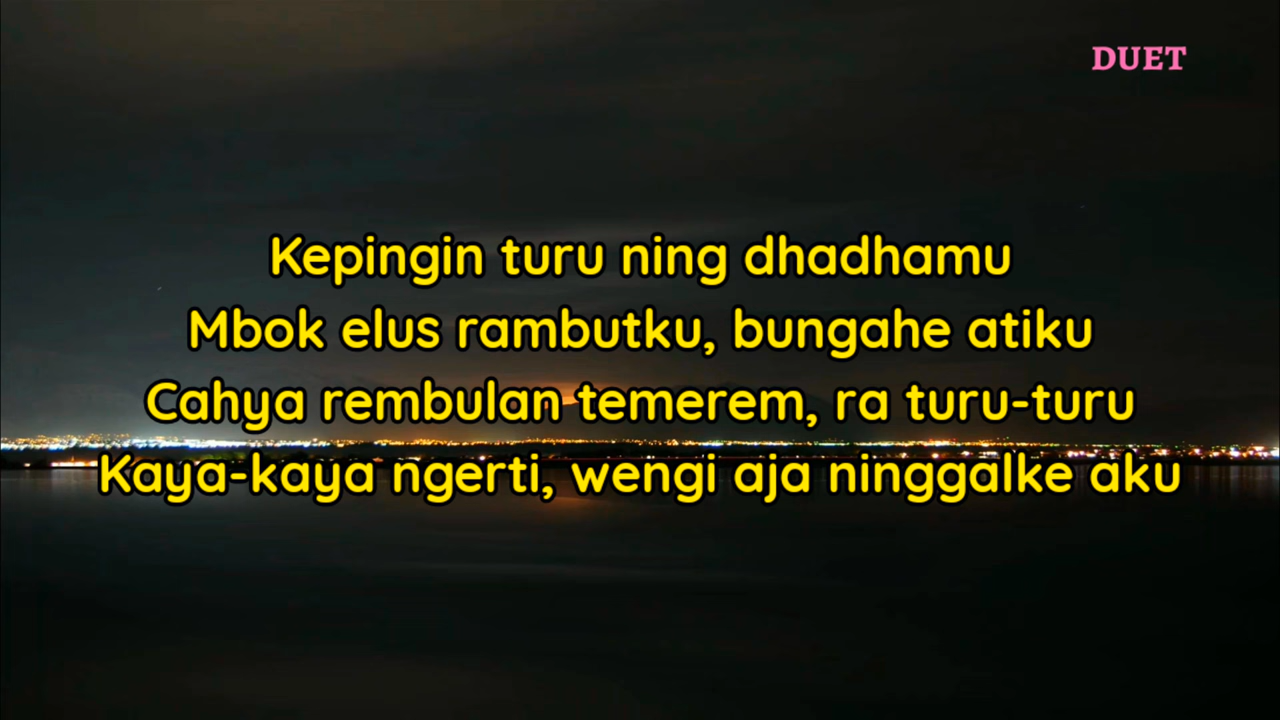 DUET
Kepingin turu ning dhadhamu
Mbok elus rambutku, bungahe atiku
Cahya rembulan temerem, ra turu-turu
Kaya-kaya ngerti, wengi aja ninggalke aku